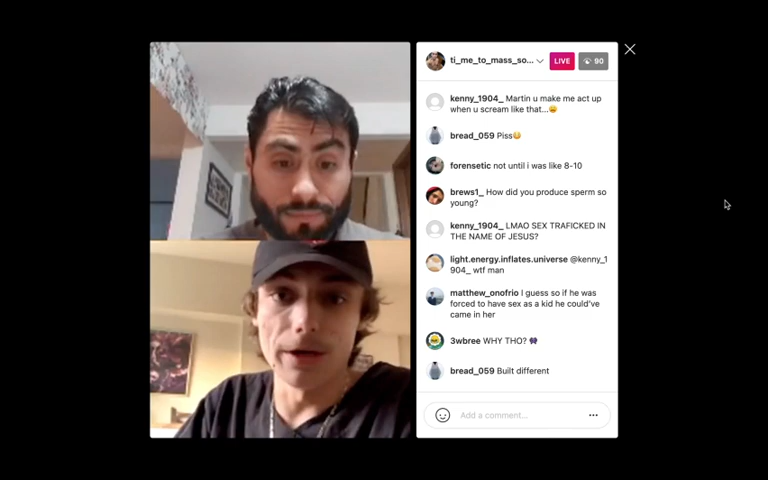 ti_me_to_mass_so...
LIVE
90
kenny_1904_ Martin u make me act up
when u scream like that...😩
bread_059 Piss😳
forensetic not until i was like 8-10
brews1_ How did you produce sperm so
young?
kenny_1904_ LMAO SEX TRAFICKED IN
THE NAME OF JESUS?
light.energy.inflates.universe @kenny_1
904_ wtf man
matthew_onofrio I guess so if he was
forced to have sex as a kid he could've
came in her
3wbree WHY THO?
bread_059 Built different
Add a comment...